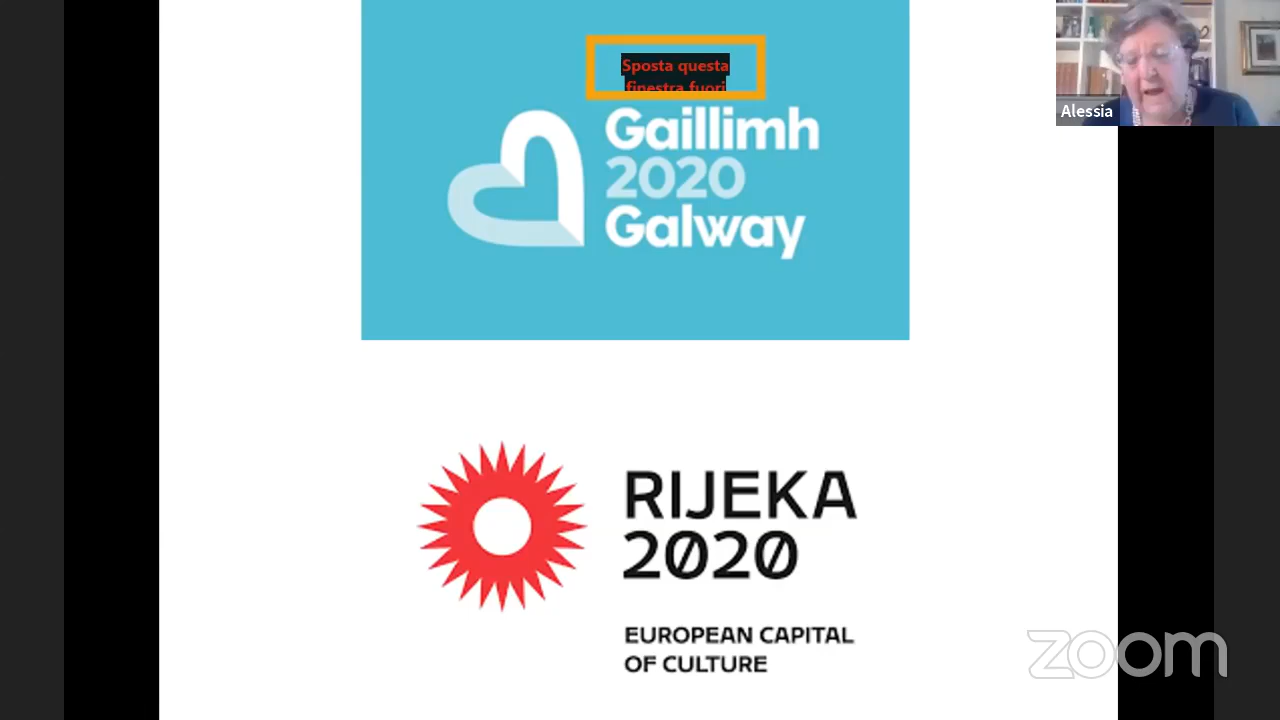 Sposta questa
finestra fuori
Gaillimh
2020
Galway
Alessia
RIJEKA
2020
EUROPEAN CAPITAL
OF CULTURE
zoom